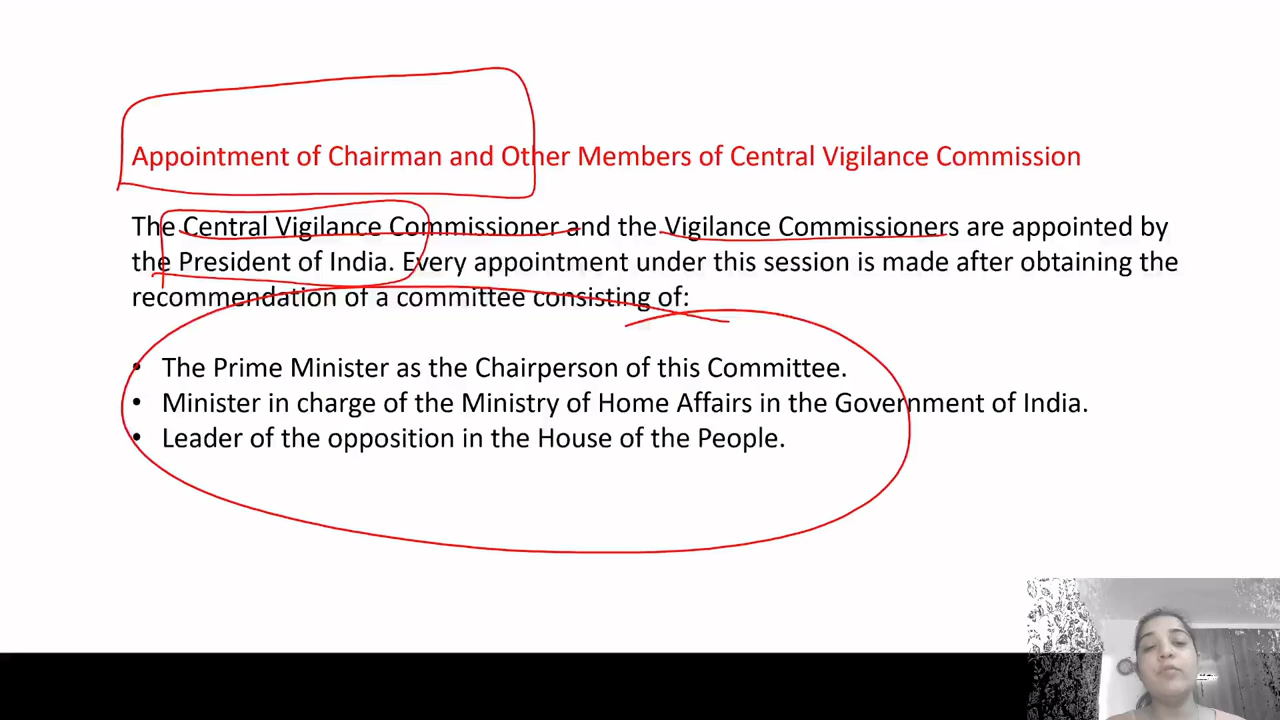 Appointment of Chairman and Other Members of Central Vigilance Commission
The Central Vigilance Commissioner and the Vigilance Commissioners are appointed by
the President of India. Every appointment under this session is made after obtaining the
recommendation of a committee consisting of:
• The Prime Minister as the Chairperson of this Committee.
• Minister in charge of the Ministry of Home Affairs in the Government of India.
• Leader of the opposition in the House of the People.